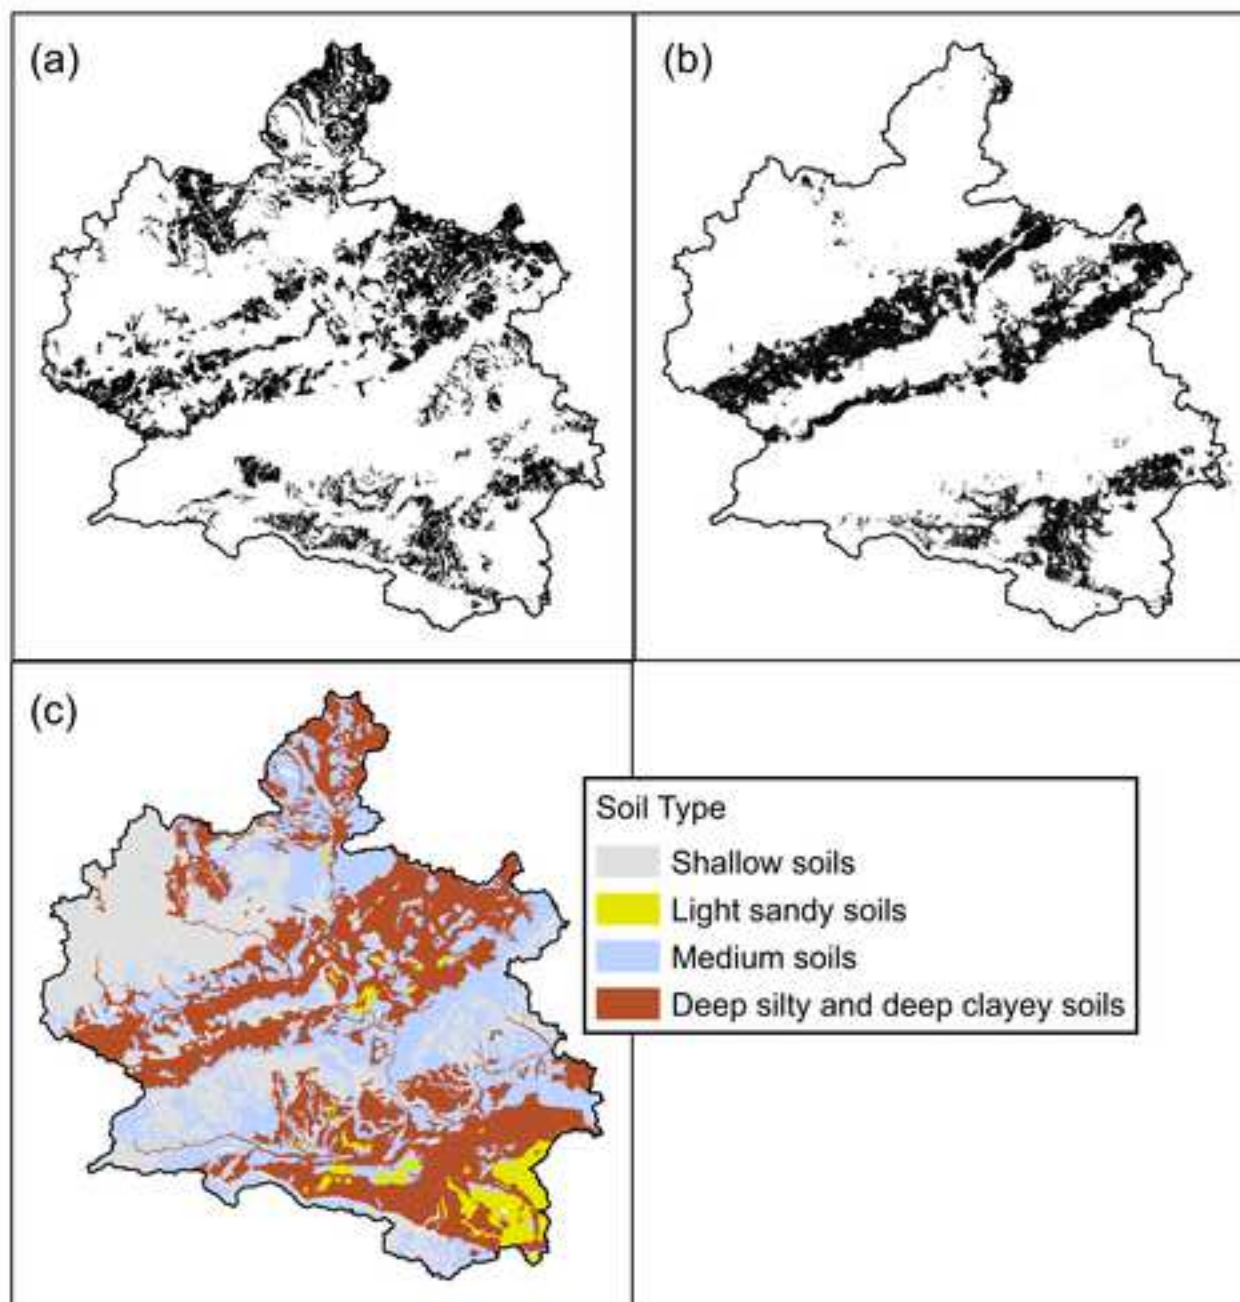 (a)
(b)
(c)
Soil Type
Shallow soils
Light sandy soils
Medium soils
Deep silty and deep clayey soils